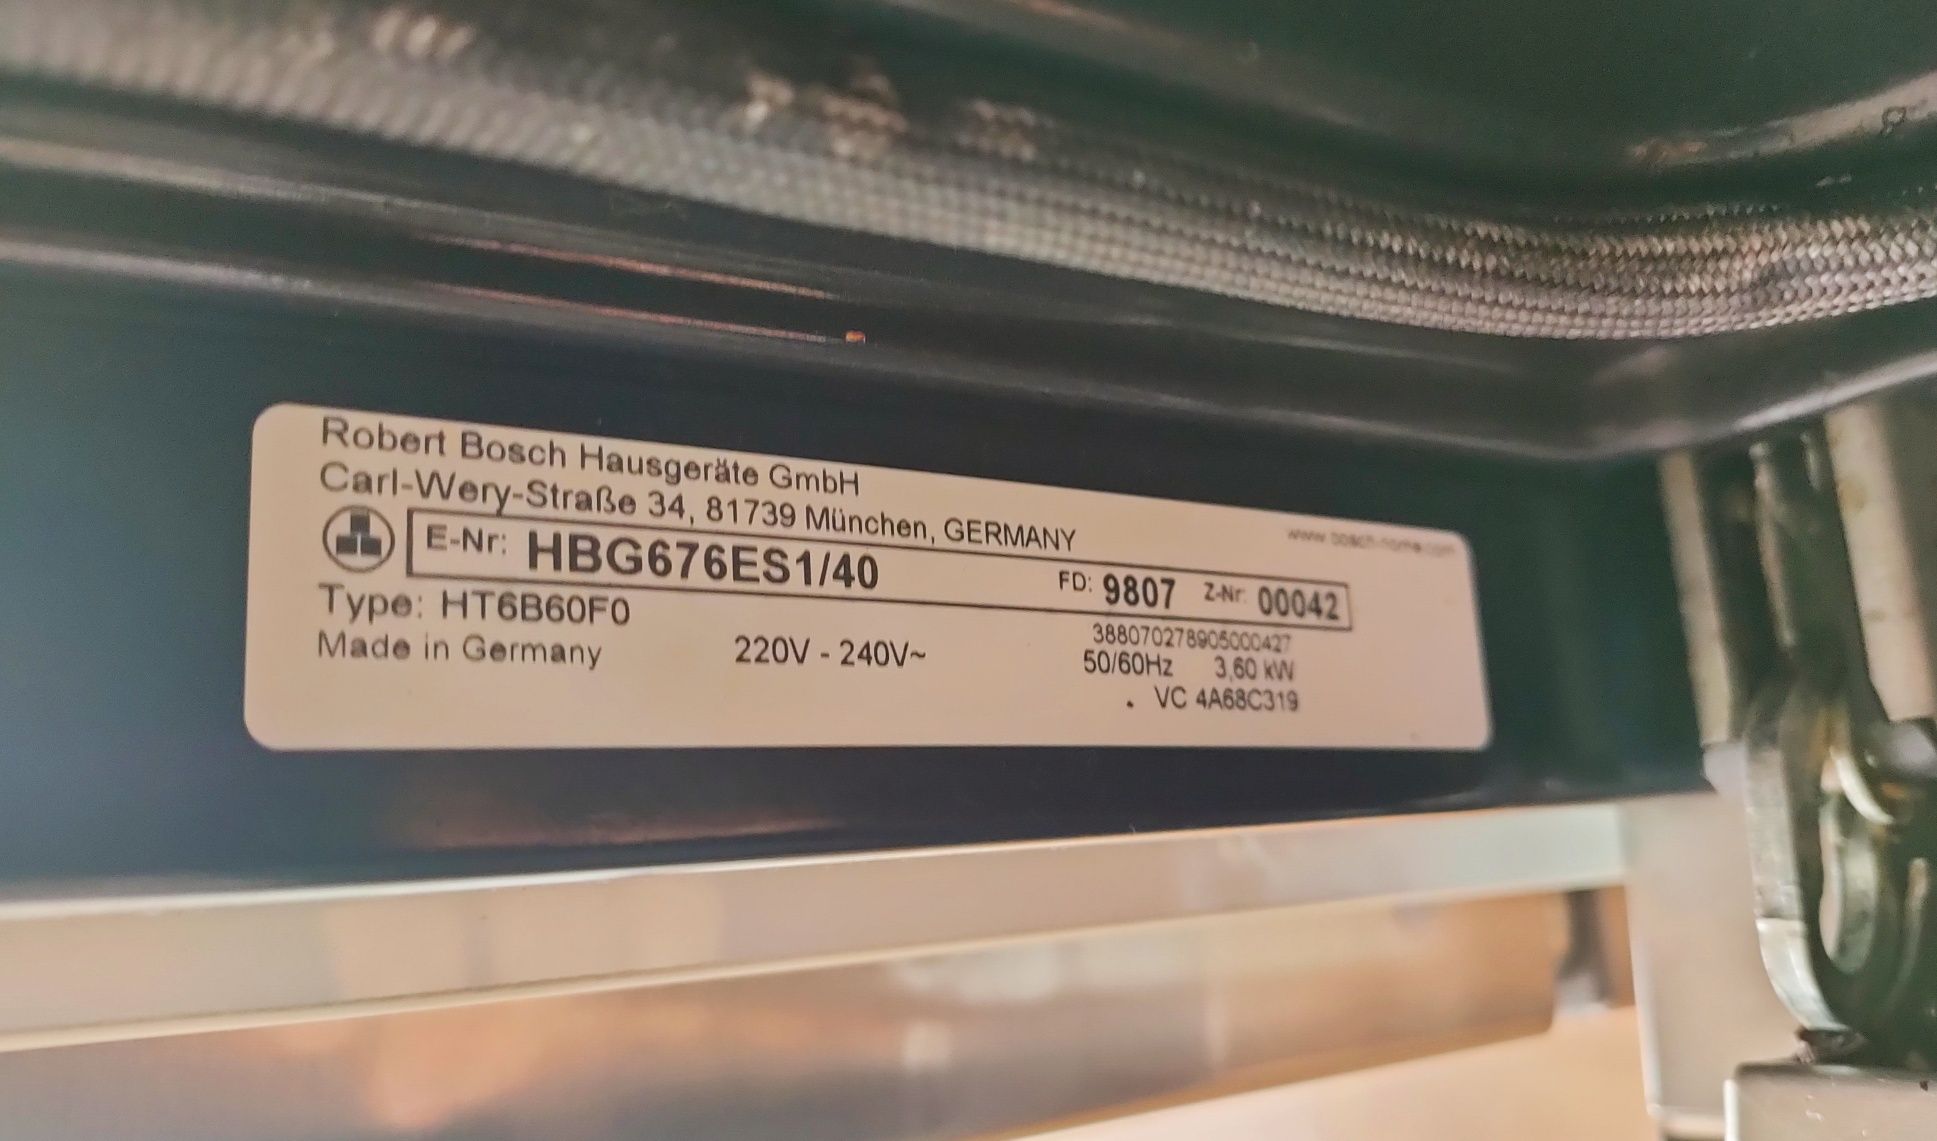 Robert Bosch Hausgeräte GmbH
Carl-Wery-Straße 34, 81739 München, GERMANY
www.bosch-home.com
E-Nr: HBG676ES1/40 FD: 9807 Z-Nr: 00042
Type: HT6B60F0 388070278905000427
Made in Germany 220V - 240V~ 50/60Hz 3,60 kW
. VC 4A68C319